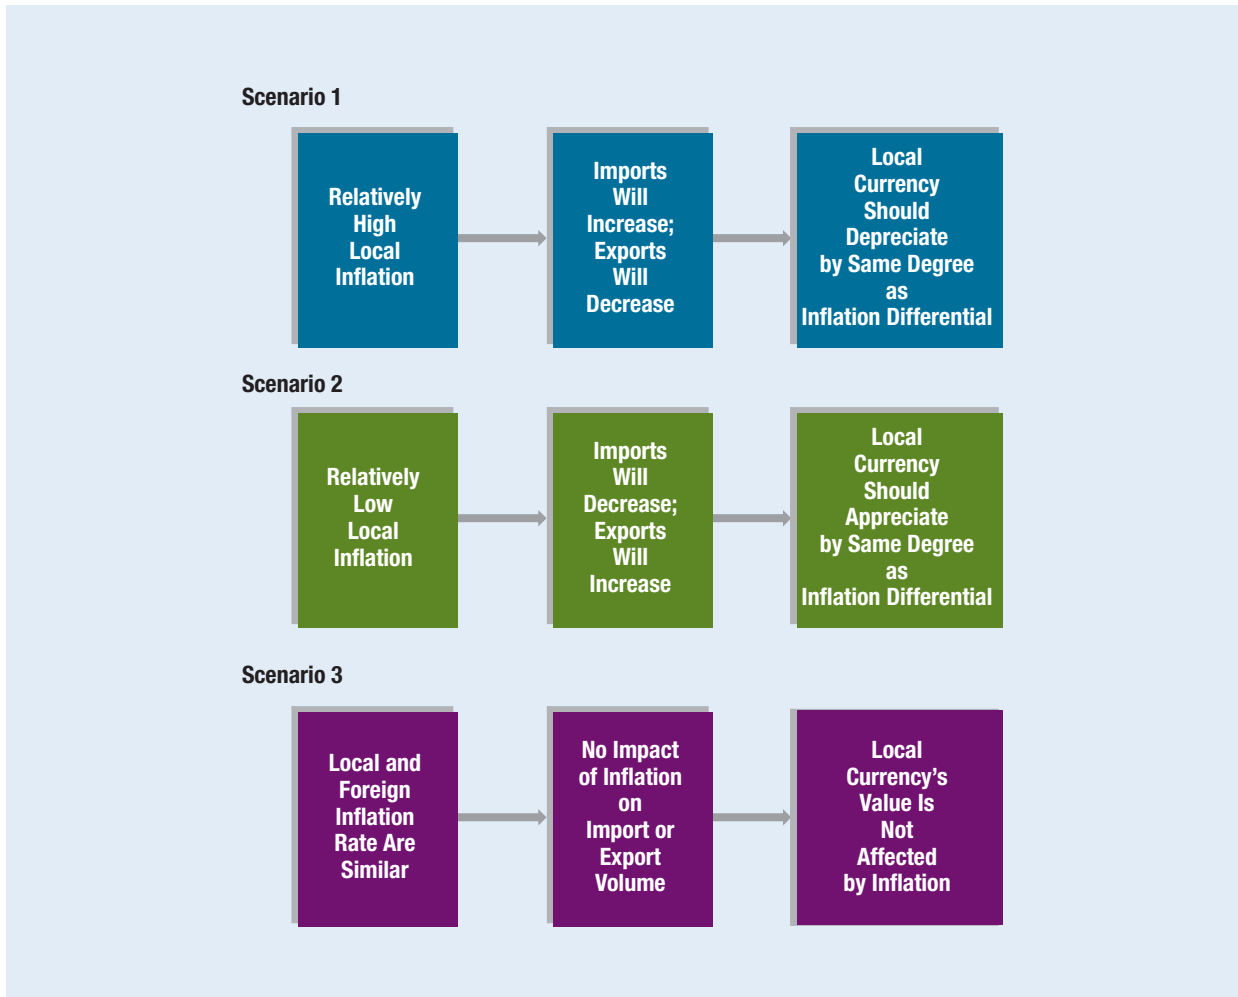 Scenario 1
Relatively
High
Local
Inflation
Imports
Will
Increase;
Exports
Will
Decrease
Local
Currency
Should
Depreciate
by Same Degree
as
Inflation Differential
Scenario 2
Relatively
Low
Local
Inflation
Imports
Will
Decrease;
Exports
Will
Increase
Local
Currency
Should
Appreciate
by Same Degree
as
Inflation Differential
Scenario 3
Local and
Foreign
Inflation
Rate Are
Similar
No Impact
of Inflation
on
Import or
Export
Volume
Local
Currency’s
Value Is
Not
Affected
by Inflation